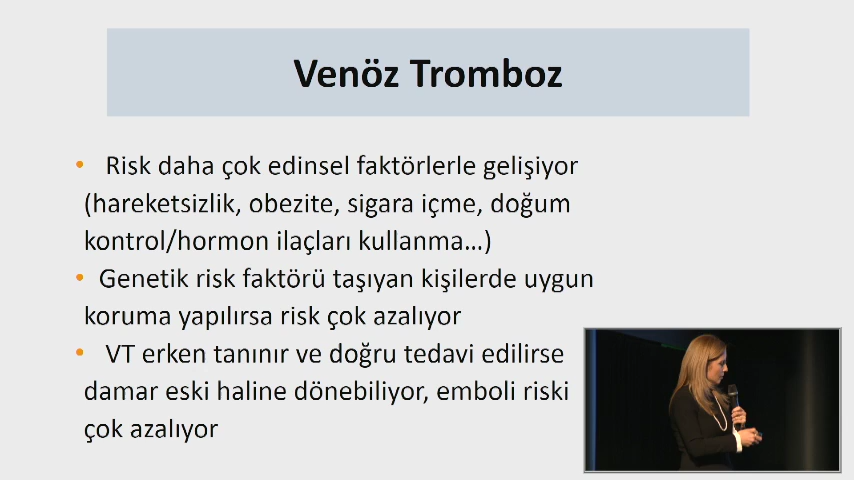 Venöz Tromboz
• Risk daha çok edinsel faktörlerle gelişiyor
(hareketsizlik, obezite, sigara içme, doğum
kontrol/hormon ilaçları kullanma…)
• Genetik risk faktörü taşıyan kişilerde uygun
koruma yapılırsa risk çok azalıyor
• VT erken tanınır ve doğru tedavi edilirse
damar eski haline dönebiliyor, emboli riski
çok azalıyor